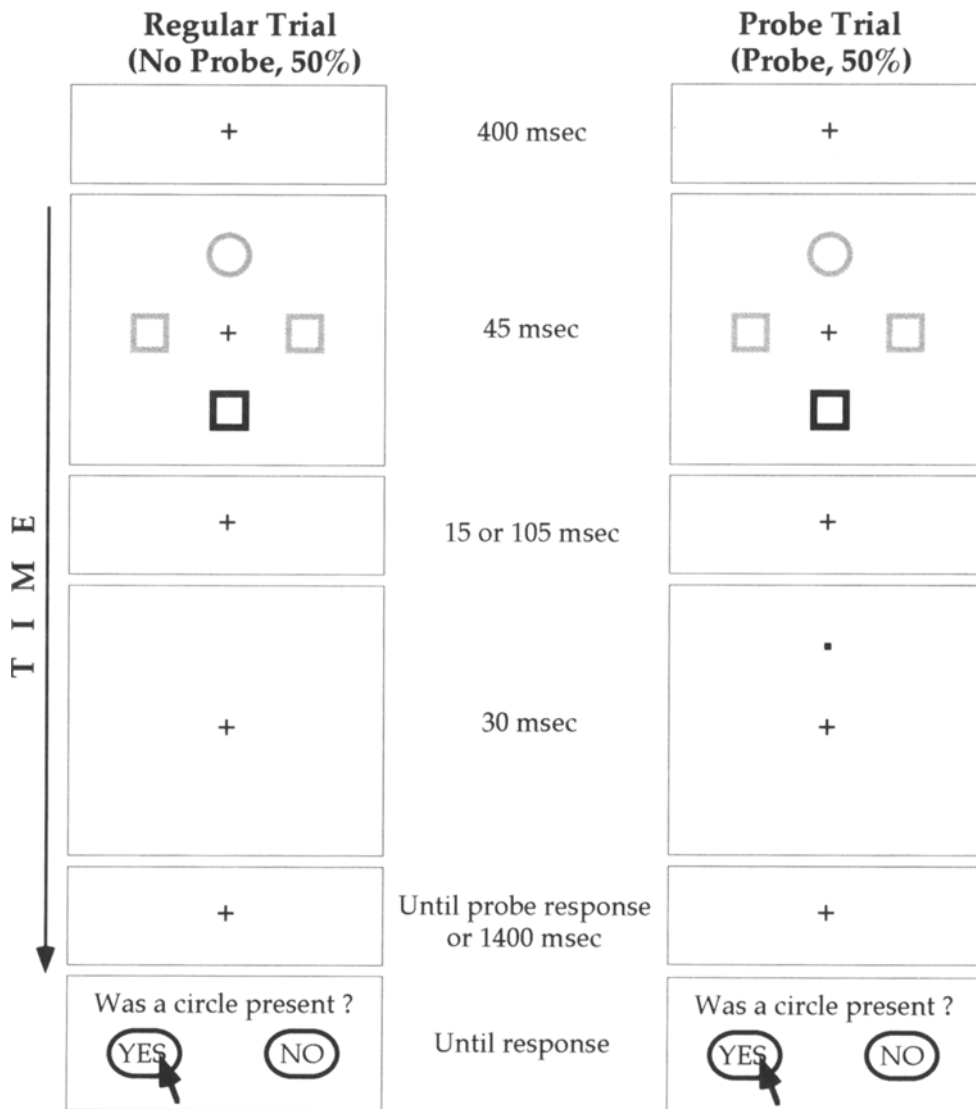 Regular Trial
(No Probe, 50%)
Probe Trial
(Probe, 50%)
400 msec
45 msec
15 or 105 msec
30 msec
Until probe response
or 1400 msec
Until response
TIME
Was a circle present ?
YES NO
Was a circle present ?
YES NO